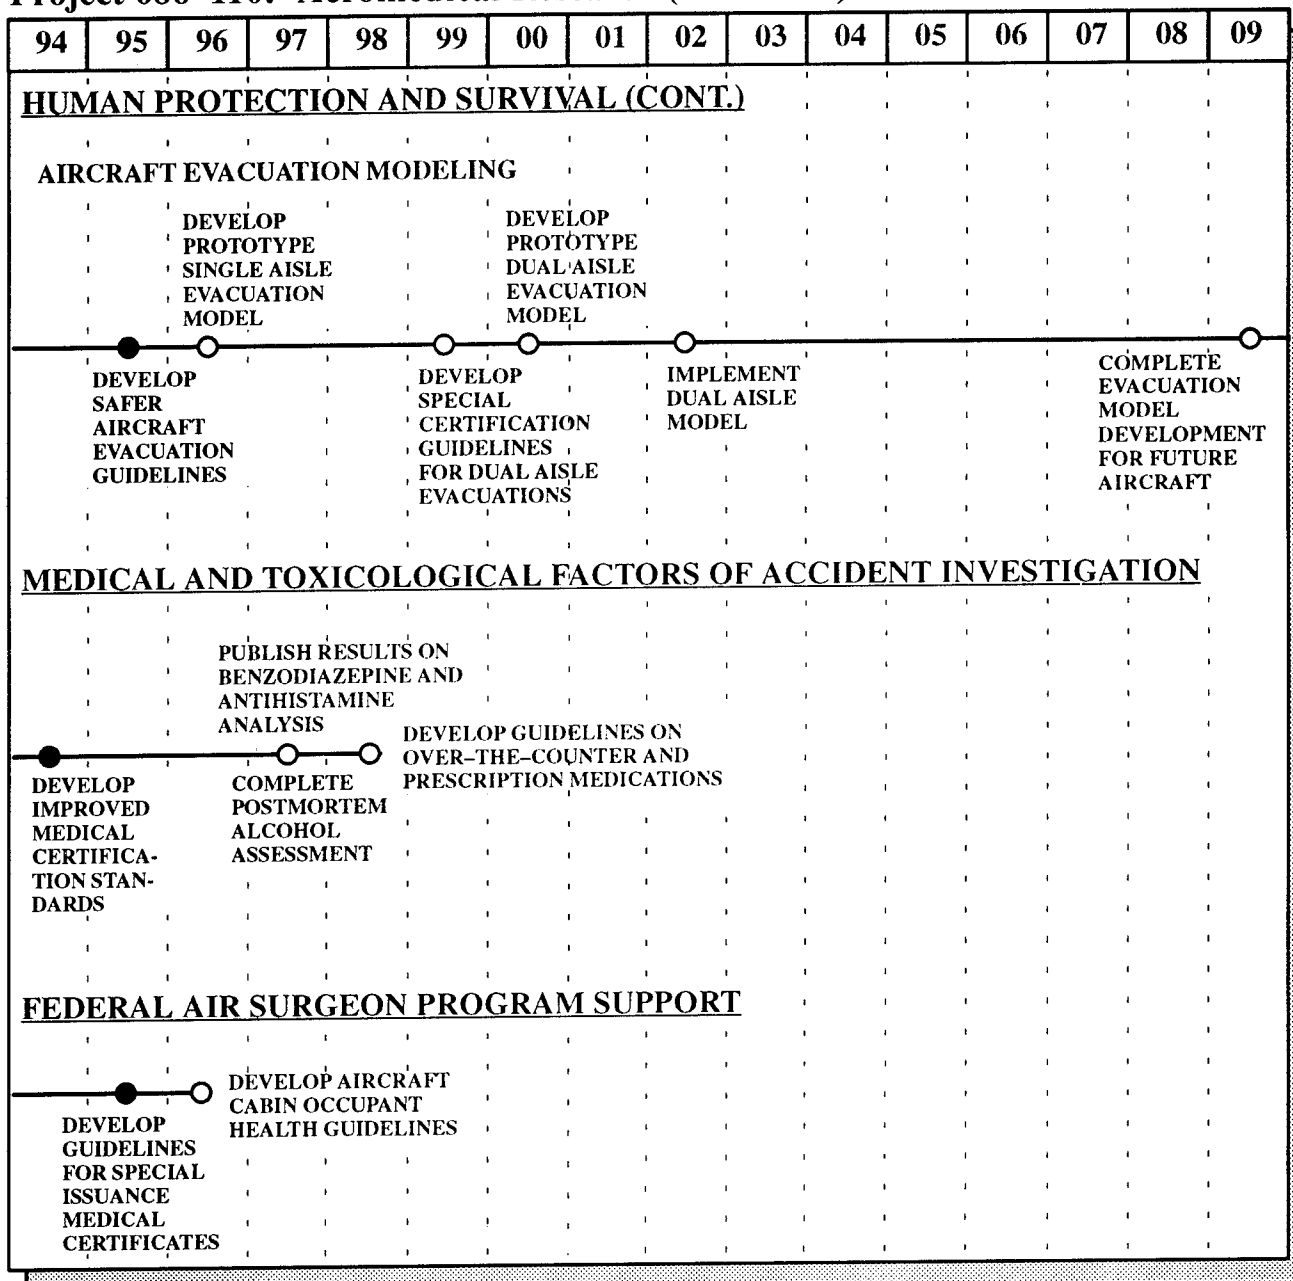 94 95 96 97 98 99 00 01 02 03 04 05 06 07 08 09
HUMAN PROTECTION AND SURVIVAL (CONT.)
AIRCRAFT EVACUATION MODELING
DEVELOP
PROTOTYPE
SINGLE AISLE
EVACUATION
MODEL
DEVELOP
PROTOTYPE
DUAL AISLE
EVACUATION
MODEL
DEVELOP
SAFER
AIRCRAFT
EVACUATION
GUIDELINES
DEVELOP
SPECIAL
CERTIFICATION
GUIDELINES
FOR DUAL AISLE
EVACUATIONS
IMPLEMENT
DUAL AISLE
MODEL
COMPLETE
EVACUATION
MODEL
DEVELOPMENT
FOR FUTURE
AIRCRAFT
MEDICAL AND TOXICOLOGICAL FACTORS OF ACCIDENT INVESTIGATION
PUBLISH RESULTS ON
BENZODIAZEPINE AND
ANTIHISTAMINE
ANALYSIS
DEVELOP GUIDELINES ON
OVER-THE-COUNTER AND
PRESCRIPTION MEDICATIONS
DEVELOP
IMPROVED
MEDICAL
CERTIFICA-
TION STAN-
DARDS
COMPLETE
POSTMORTEM
ALCOHOL
ASSESSMENT
FEDERAL AIR SURGEON PROGRAM SUPPORT
DEVELOP AIRCRAFT
CABIN OCCUPANT
HEALTH GUIDELINES
DEVELOP
GUIDELINES
FOR SPECIAL
ISSUANCE
MEDICAL
CERTIFICATES